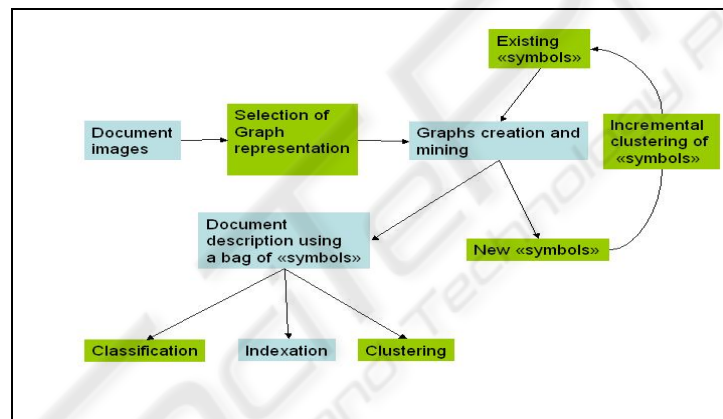 Existing
«symbols»
Document
images
Selection of
Graph
representation
Graphs creation and
mining
Incremental
clustering of
«symbols»
Document
description using
a bag of «symbols»
New «symbols»
Classification
Indexation
Clustering